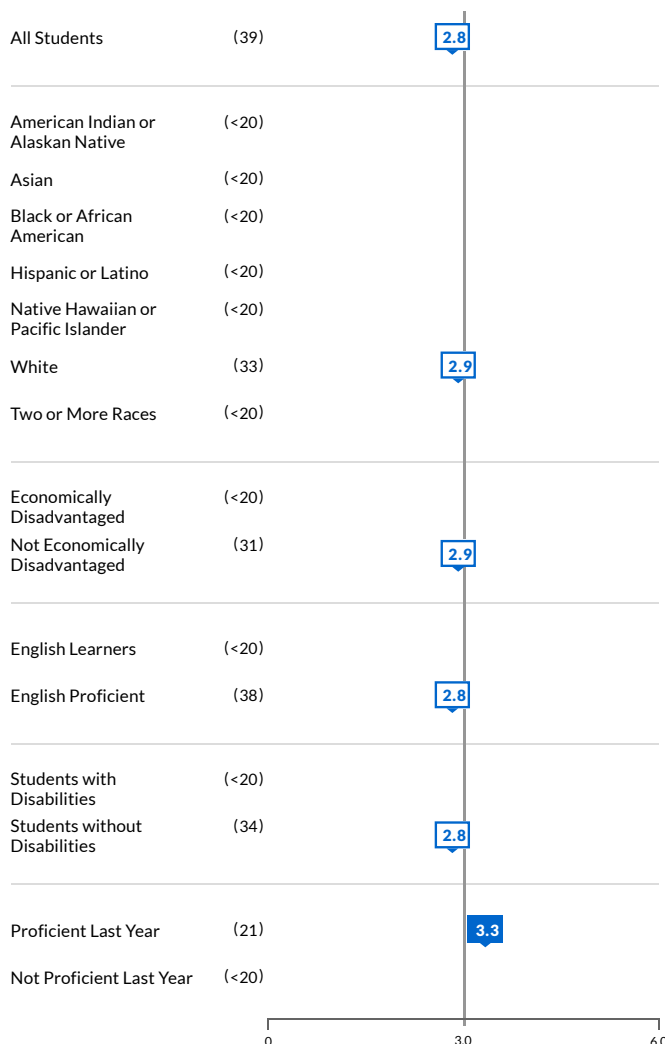 All Students (39) 2.8
American Indian or (<20)
Alaskan Native
Asian (<20)
Black or African (<20)
American
Hispanic or Latino (<20)
Native Hawaiian or (<20)
Pacific Islander
White (33) 2.9
Two or More Races (<20)
Economically (<20)
Disadvantaged
Not Economically (31) 2.9
Disadvantaged
English Learners (<20)
English Proficient (38) 2.8
Students with (<20)
Disabilities
Students without (34) 2.8
Disabilities
Proficient Last Year (21) 3.3
Not Proficient Last Year (<20)
0 3.0 6.0